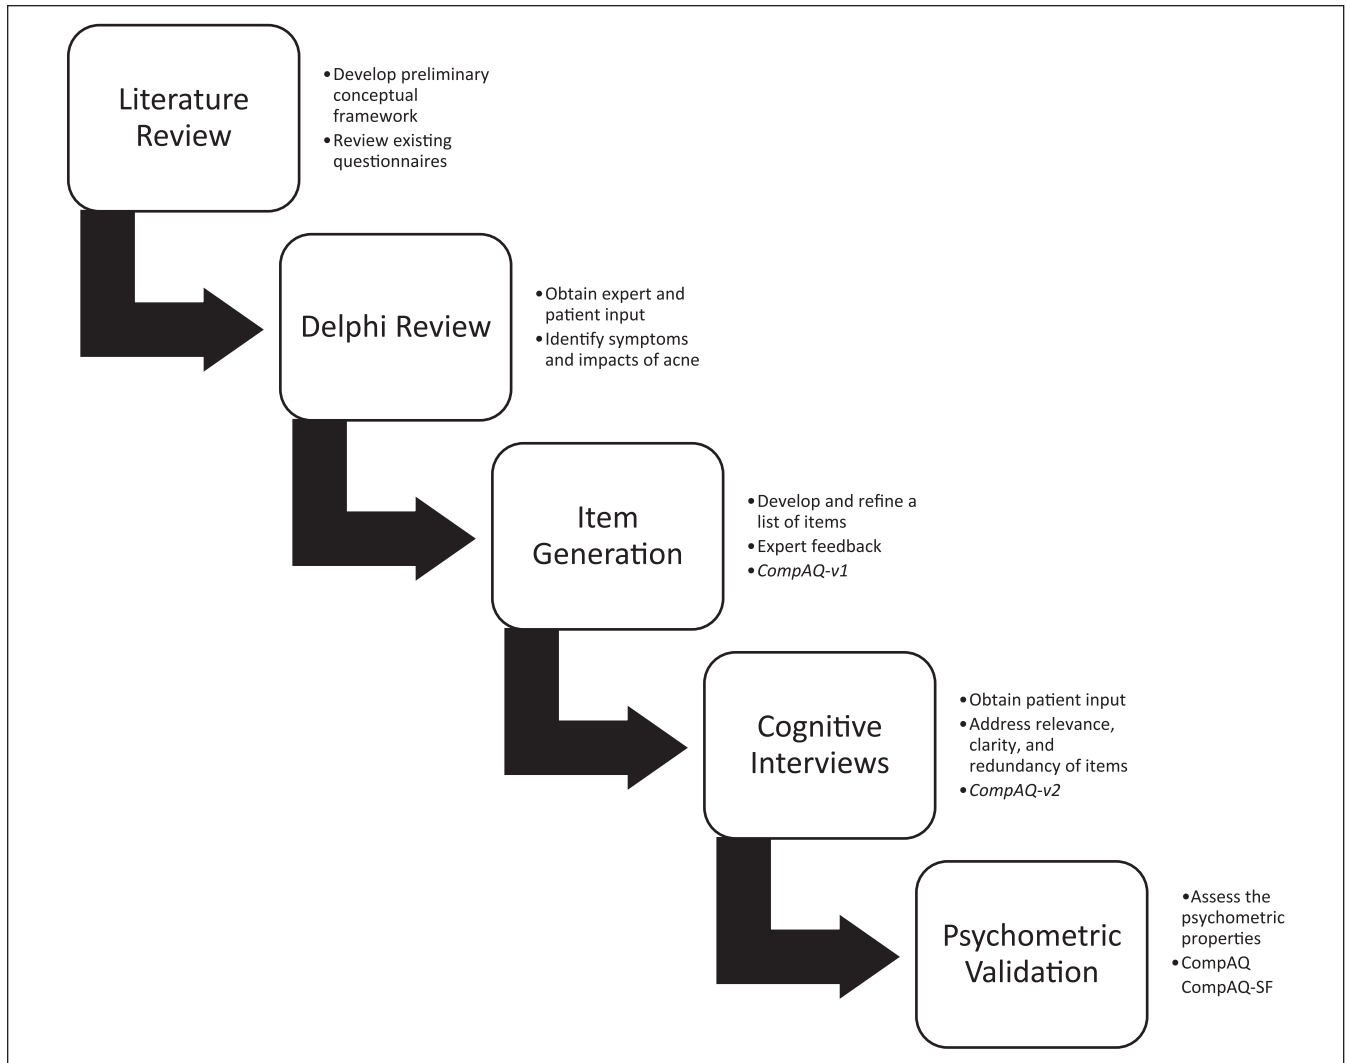 Literature
Review
•Develop preliminary
conceptual
framework
•Review existing
questionnaires
Delphi Review
•Obtain expert and
patient input
•Identify symptoms
and impacts of acne
Item
Generation
•Develop and refine a
list of items
•Expert feedback
•CompAQ-v1
Cognitive
Interviews
•Obtain patient input
•Address relevance,
clarity, and
redundancy of items
•CompAQ-v2
Psychometric
Validation
•Assess the
psychometric
properties
•CompAQ
CompAQ-SF